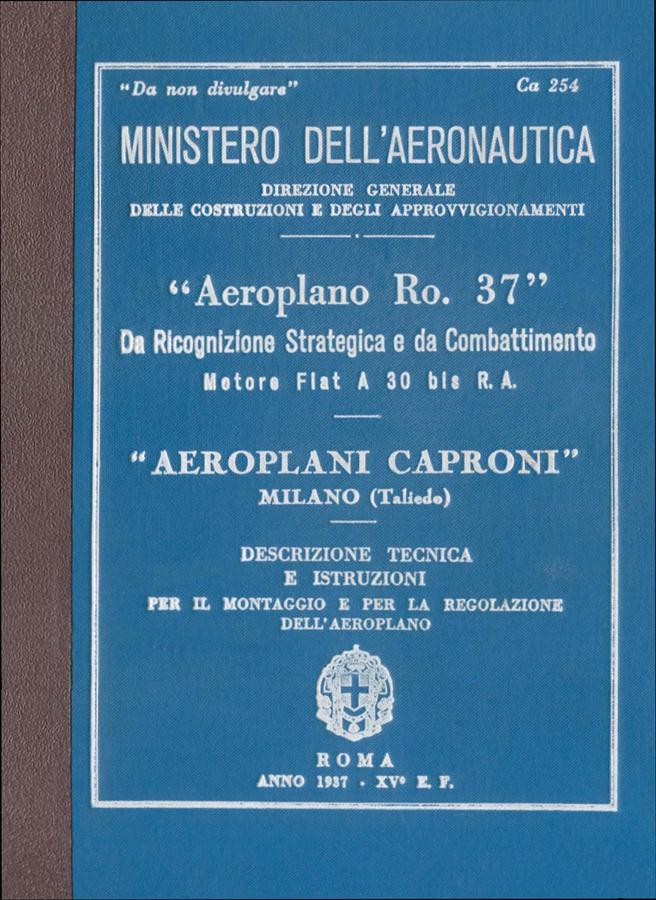 "Da non divulgare"
Ca 254
MINISTERO DELL'AERONAUTICA
DIREZIONE GENERALE
DELLE COSTRUZIONI E DEGLI APPROVVIGIONAMENTI
"Aeroplano Ro. 37"
Da Ricognizione Strategica e da Combattimento
Motore Fiat A 30 bis R. A.
"AEROPLANI CAPRONI"
MILANO (Taliedo)
DESCRIZIONE TECNICA
E ISTRUZIONI
PER IL MONTAGGIO E PER LA REGOLAZIONE
DELL'AEROPLANO
ROMA
ANNO 1937 - XV° E. F.